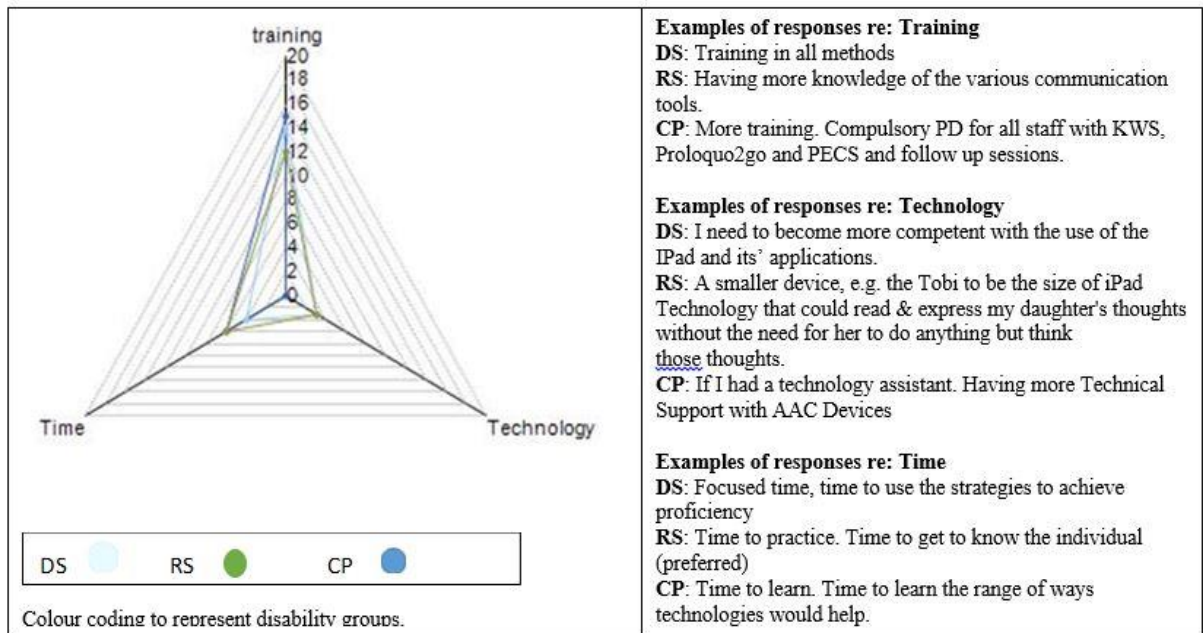 training
20
18
16
14
12
10
8
6
4
2
0
Time
Technology
DS
RS
CP
Colour coding to represent disability groups.
Examples of responses re: Training
DS: Training in all methods
RS: Having more knowledge of the various communication
tools.
CP: More training. Compulsory PD for all staff with KWS,
Proloquo2go and PECS and follow up sessions.
Examples of responses re: Technology
DS: I need to become more competent with the use of the
IPad and its’ applications.
RS: A smaller device, e.g. the Tobi to be the size of iPad
Technology that could read & express my daughter's thoughts
without the need for her to do anything but think
those thoughts.
CP: If I had a technology assistant. Having more Technical
Support with AAC Devices
Examples of responses re: Time
DS: Focused time, time to use the strategies to achieve
proficiency
RS: Time to practice. Time to get to know the individual
(preferred)
CP: Time to learn. Time to learn the range of ways
technologies would help.